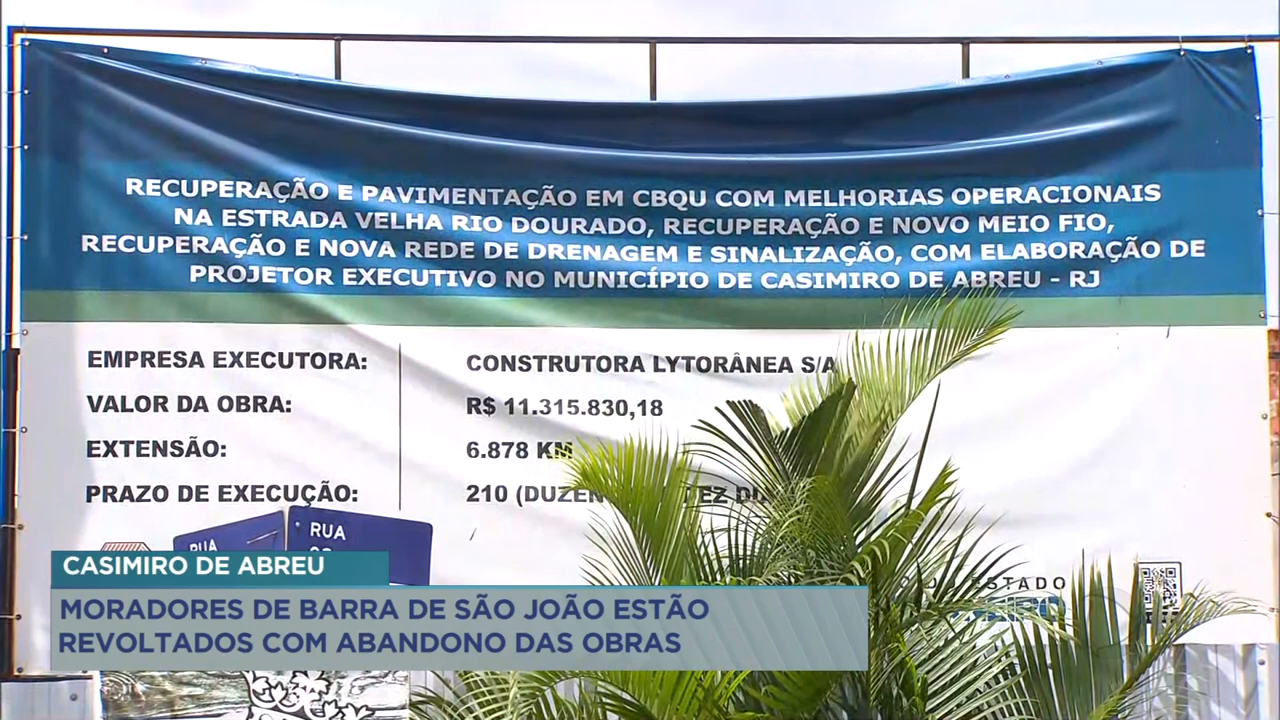 RECUPERAÇÃO E PAVIMENTAÇÃO EM CBQU COM MELHORIAS OPERACIONAIS
NA ESTRADA VELHA RIO DOURADO, RECUPERAÇÃO E NOVO MEIO FIO,
RECUPERAÇÃO E NOVA REDE DE DRENAGEM E SINALIZAÇÃO, COM ELABORAÇÃO DE
PROJETOR EXECUTIVO NO MUNICÍPIO DE CASIMIRO DE ABREU - RJ
EMPRESA EXECUTORA: CONSTRUTORA LYTORÂNEA S/A
VALOR DA OBRA: R$ 11.315.830,18
EXTENSÃO: 6.878 KM
PRAZO DE EXECUÇÃO: 210
RUA
RUA
ESTADO
CASIMIRO DE ABREU
MORADORES DE BARRA DE SÃO JOÃO ESTÃO
REVOLTADOS COM ABANDONO DAS OBRAS